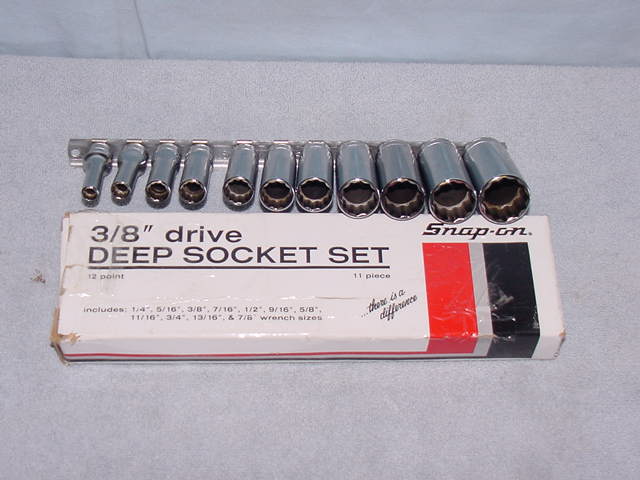 3/8" drive
DEEP SOCKET SET
12 point 11 piece
includes: 1/4", 5/16", 3/8", 7/16", 1/2", 9/16", 5/8",
11/16", 3/4", 13/16", & 7/8" wrench sizes
Snap-on®
...there is a
difference